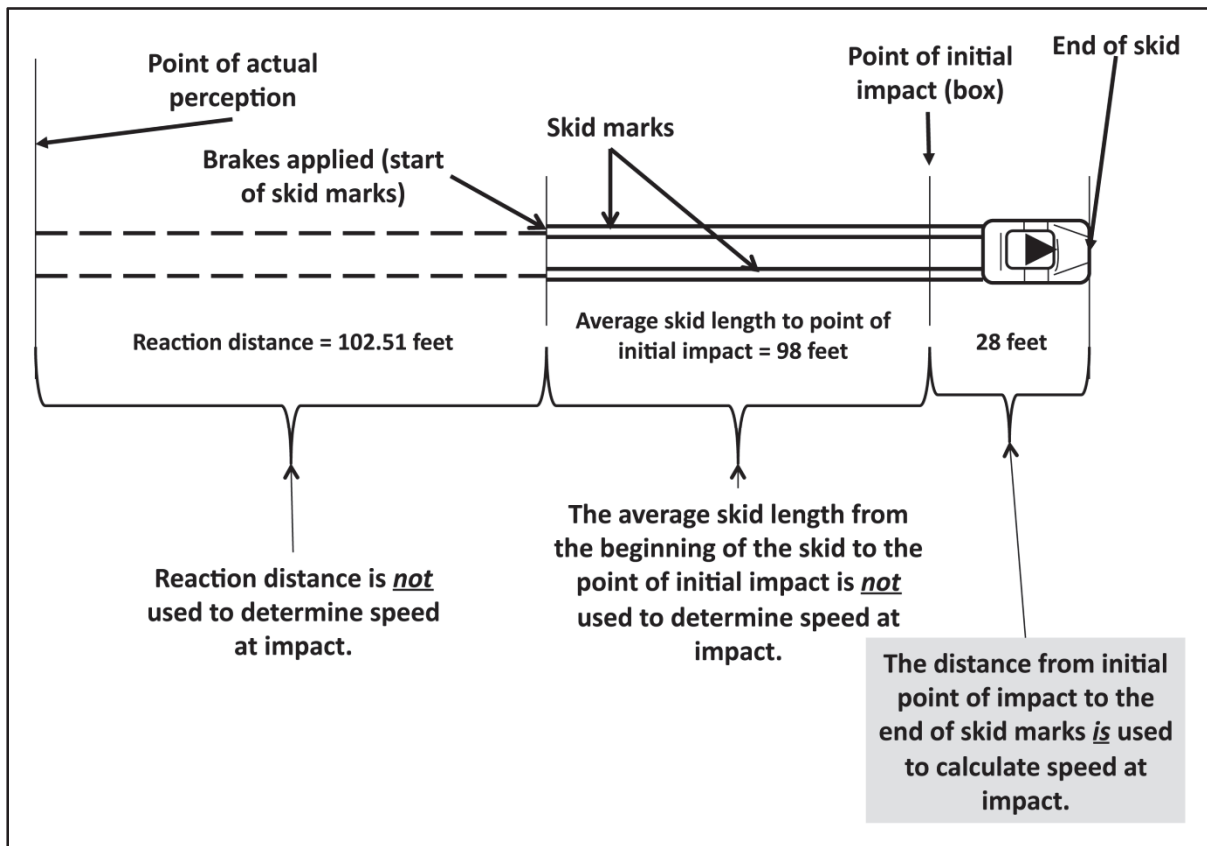 Point of actual
perception
Brakes applied (start
of skid marks)
Skid marks
Point of initial
impact (box)
End of skid
Reaction distance = 102.51 feet
Average skid length to point of
initial impact = 98 feet
28 feet
Reaction distance is not
used to determine speed
at impact.
The average skid length from
the beginning of the skid to the
point of initial impact is not
used to determine speed at
impact.
The distance from initial
point of impact to the
end of skid marks is used
to calculate speed at
impact.